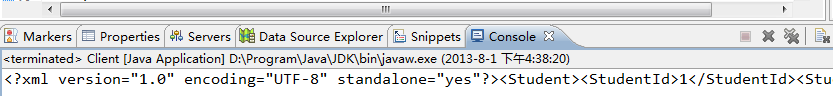 Markers Properties Servers Data Source Explorer Snippets Console
<terminated> Client [Java Application] D:\Program\Java\JDK\bin\javaw.exe (2013-8-1 下午4:38:20)
<?xml version="1.0" encoding="UTF-8" standalone="yes"?><Student><StudentId>1</StudentId><Stu